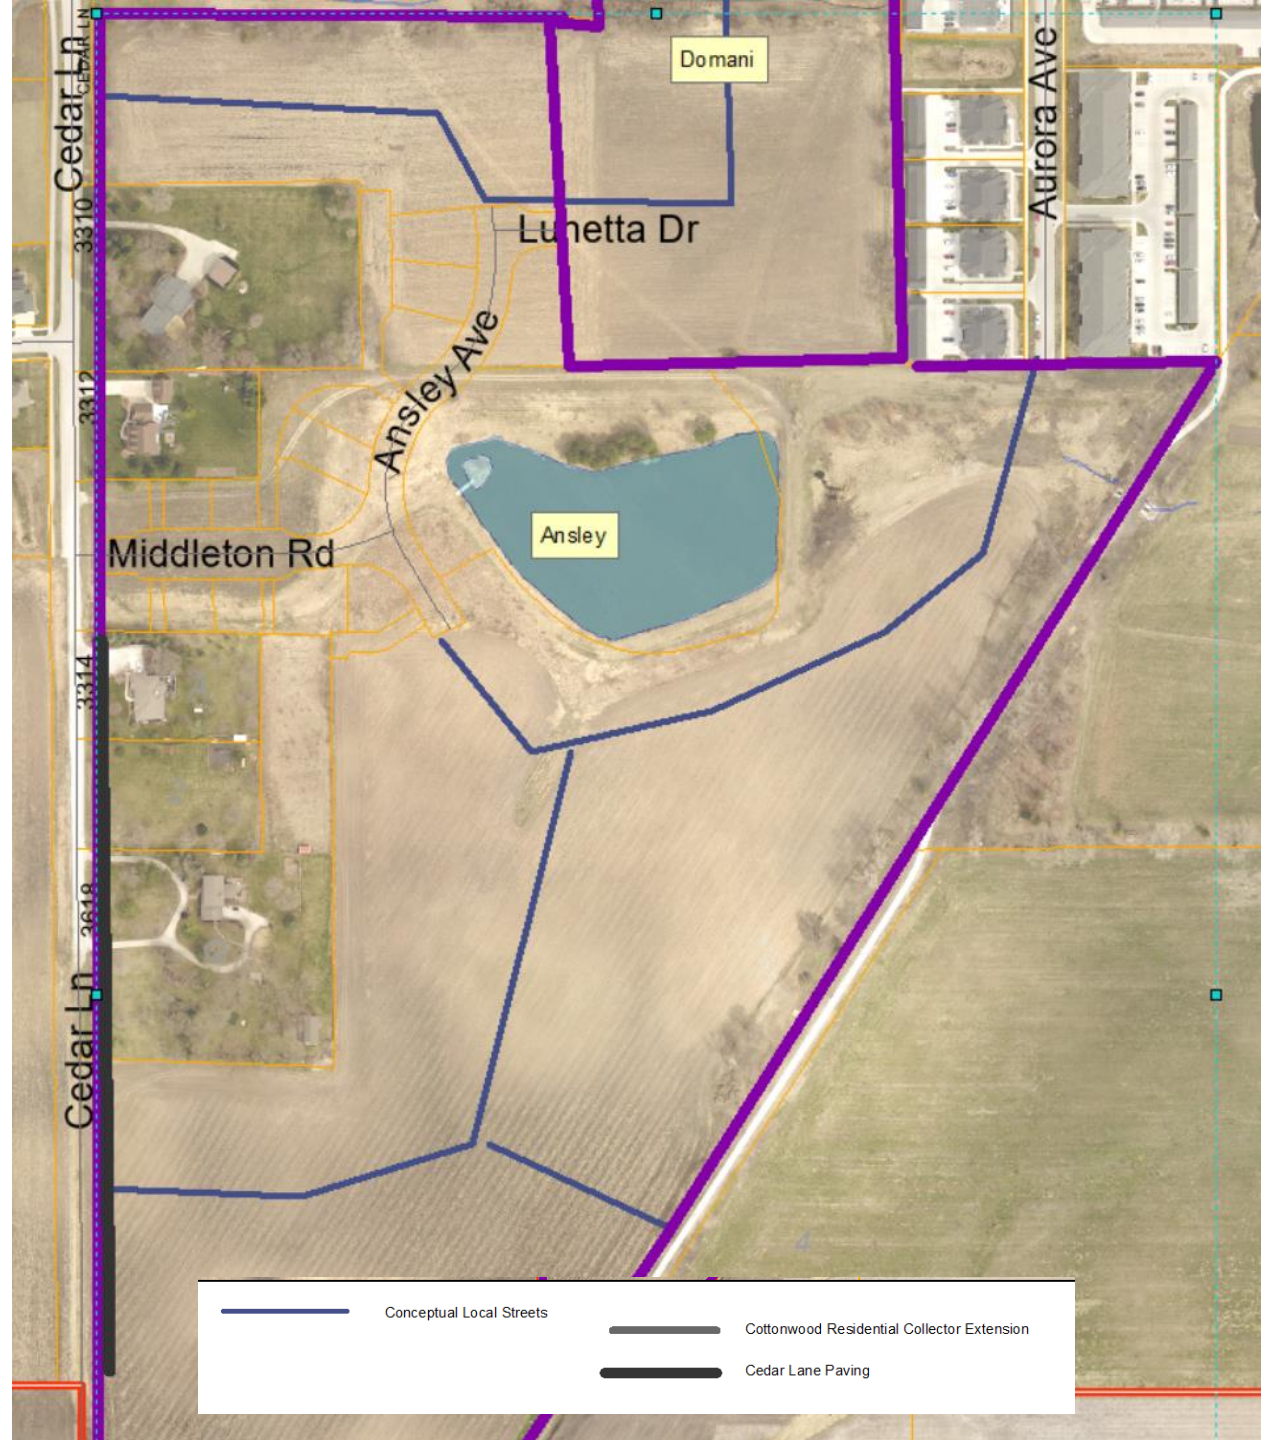 CEDAR LN
Cedar Ln
Domani
Aurora Ave
3310
Lunetta Dr
Ansley Ave
3312
Ansley
Middleton Rd
3314
3618
Cedar Ln
4
Conceptual Local Streets
Cottonwood Residential Collector Extension
Cedar Lane Paving